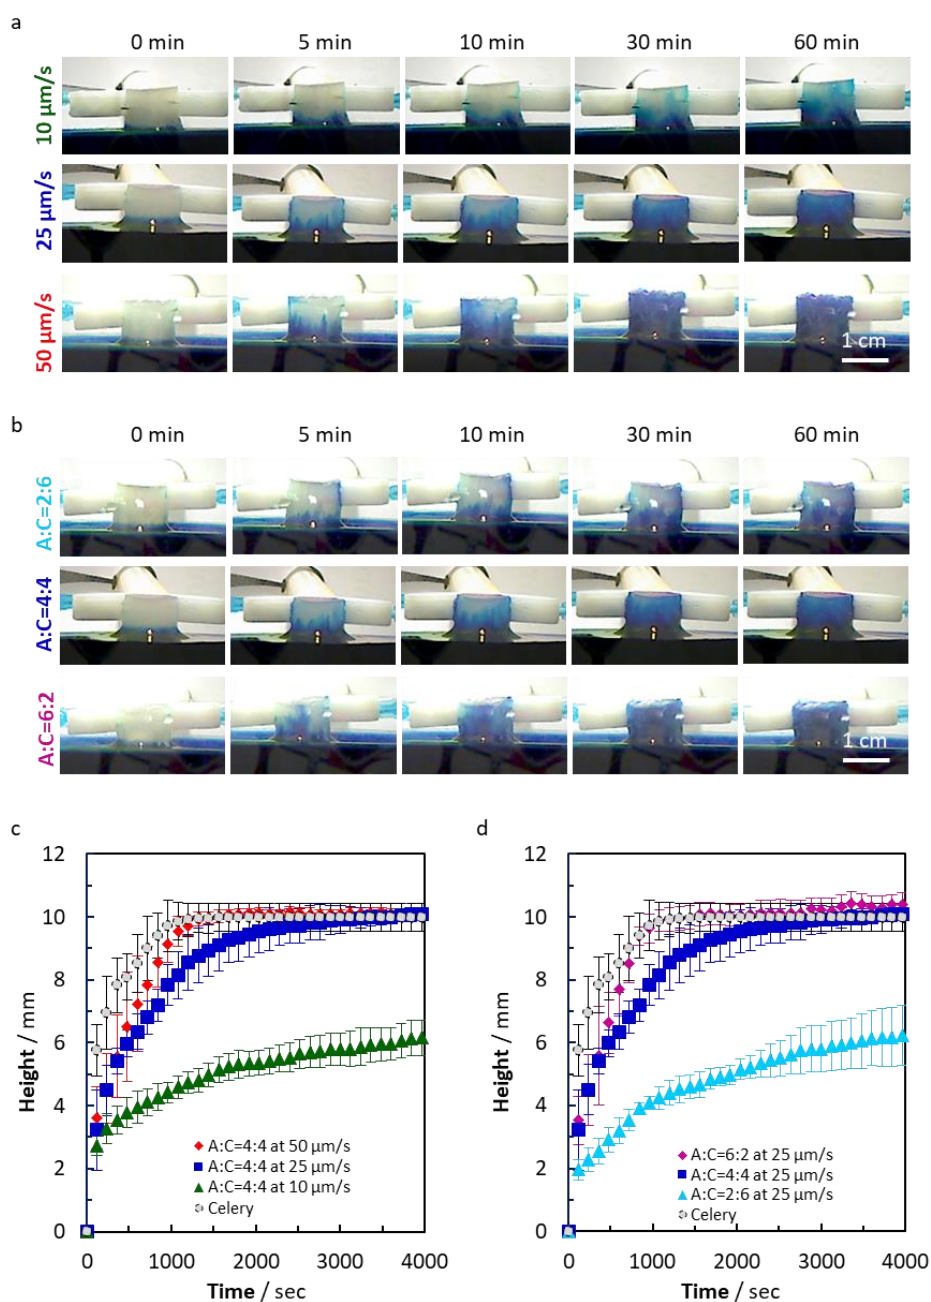 a
0 min 5 min 10 min 30 min 60 min
10 µm/s
25 µm/s
50 µm/s
1 cm
b
0 min 5 min 10 min 30 min 60 min
A:C=2:6
A:C=4:4
A:C=6:2
1 cm
c
12
10
8
6
4
2
0
Height / mm
A:C=4:4 at 50 µm/s
A:C=4:4 at 25 µm/s
A:C=4:4 at 10 µm/s
Celery
0 1000 2000 3000 4000
Time / sec
d
12
10
8
6
4
2
0
Height / mm
A:C=6:2 at 25 µm/s
A:C=4:4 at 25 µm/s
A:C=2:6 at 25 µm/s
Celery
0 1000 2000 3000 4000
Time / sec